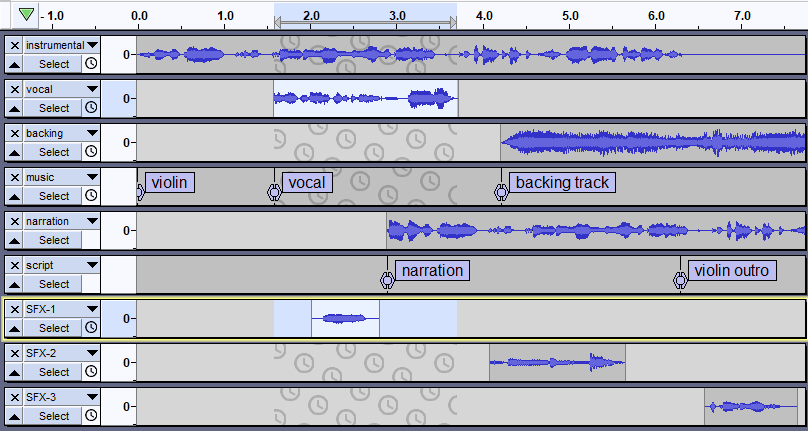 - 1.0 0.0 1.0 2.0 3.0 4.0 5.0 6.0 7.0
instrumental
0
Select
vocal
0
Select
backing
0
Select
music
violin vocal backing track
Select
narration
0
Select
script
narration violin outro
Select
SFX-1
0
Select
SFX-2
0
Select
SFX-3
0
Select